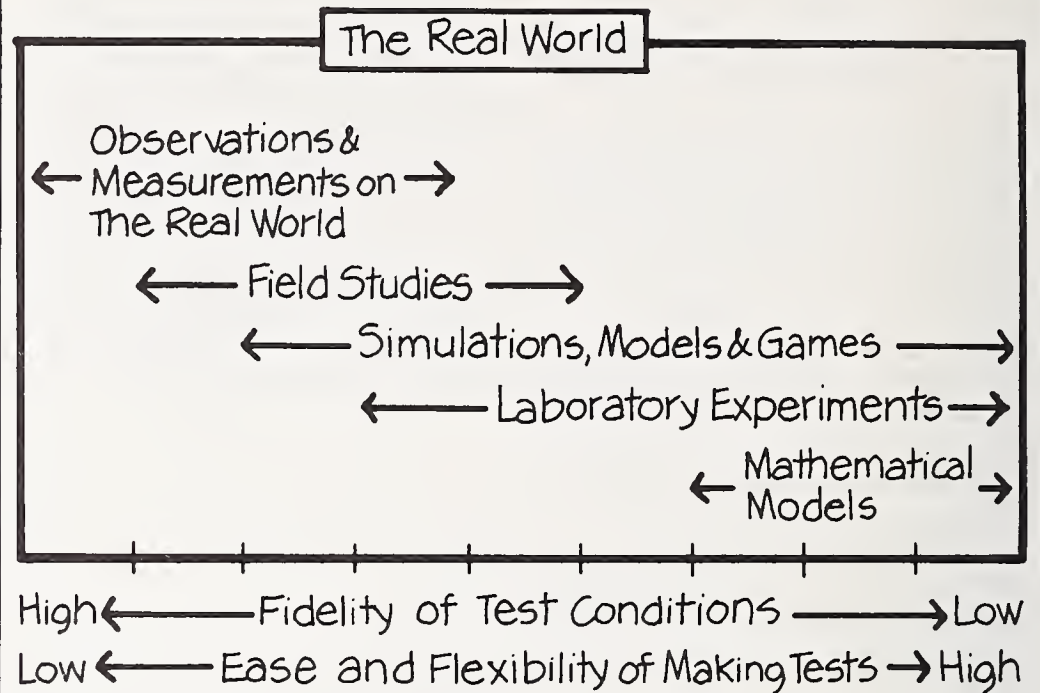 The Real World
Observations &
Measurements on
The Real World
Field Studies
Simulations, Models & Games
Laboratory Experiments
Mathematical
Models
High Fidelity of Test Conditions Low
Low Ease and Flexibility of Making Tests High